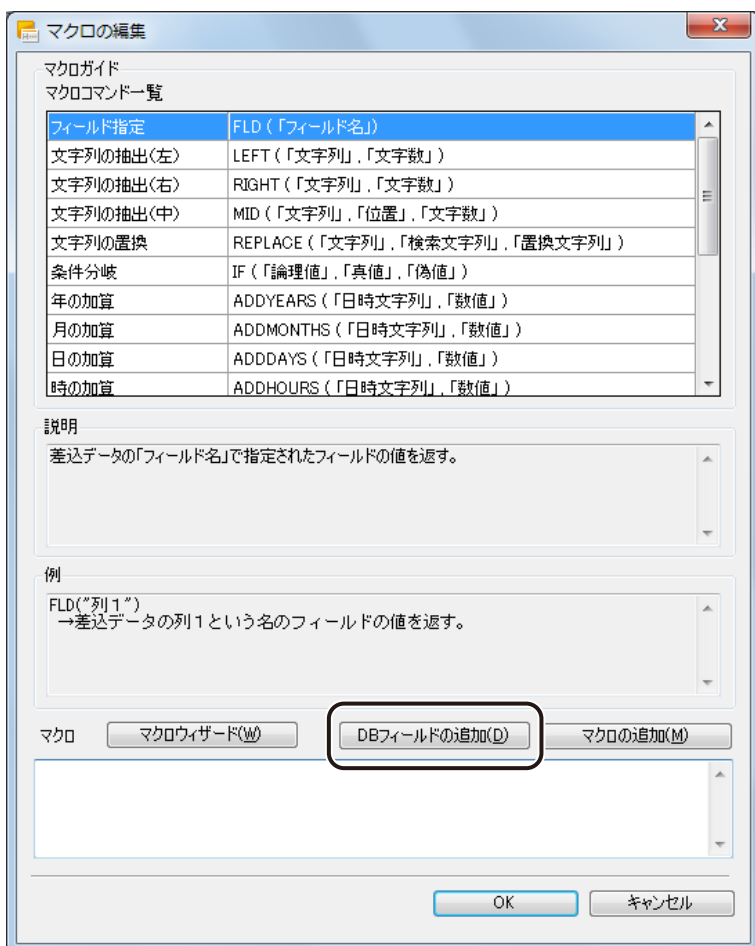 マクロの編集
マクロガイド
マクロコマンド一覧
フィールド指定 FLD (「フィールド名」)
文字列の抽出(左) LEFT (「文字列」, 「文字数」)
文字列の抽出(右) RIGHT (「文字列」, 「文字数」)
文字列の抽出(中) MID (「文字列」, 「位置」, 「文字数」)
文字列の置換 REPLACE (「文字列」, 「検索文字列」, 「置換文字列」)
条件分岐 IF (「論理値」, 「真値」, 「偽値」)
年の加算 ADDYEARS (「日時文字列」, 「数値」)
月の加算 ADDMONTHS (「日時文字列」, 「数値」)
日の加算 ADDDAYS (「日時文字列」, 「数値」)
時の加算 ADDHOURS (「日時文字列」, 「数値」)
説明
差込データの「フィールド名」で指定されたフィールドの値を返す。
例
FLD("列1")
→差込データの列1という名のフィールドの値を返す。
マクロ マクロウィザード(W) DBフィールドの追加(D) マクロの追加(M)
OK キャンセル